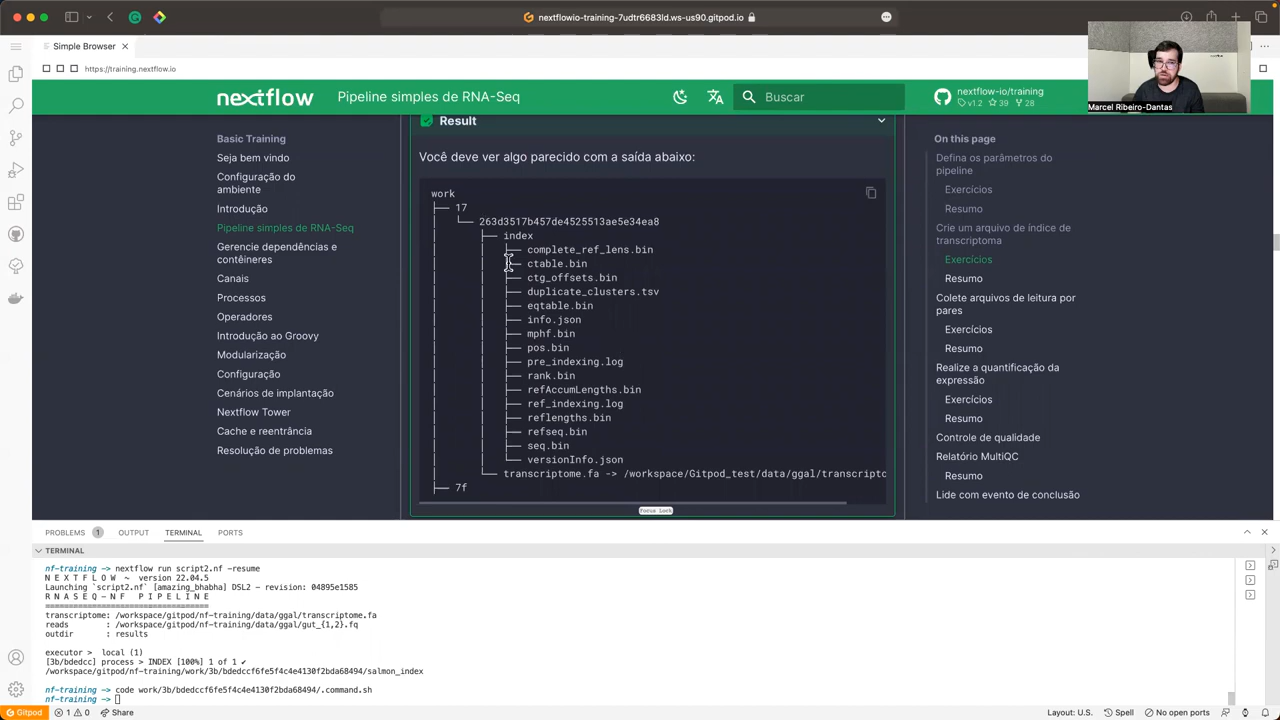 nextflowio-training-7udtr6683ld.ws-us90.gitpod.io
Simple Browser
https://training.nextflow.io
Marcel Ribeiro-Dantas
nextflow
Pipeline simples de RNA-Seq
Buscar
nextflow-io/training
v1.2 39 28
Basic Training
Seja bem vindo
Configuração do
ambiente
Introdução
Pipeline simples de RNA-Seq
Gerencie dependências e
contêineres
Canais
Processos
Operadores
Introdução ao Groovy
Modularização
Configuração
Cenários de implantação
Nextflow Tower
Cache e reentrância
Resolução de problemas
Result
Você deve ver algo parecido com a saída abaixo:
work
├── 17
│   └── 263d3517b457de4525513ae5e34ea8
│       ├── index
│       │   ├── complete_ref_lens.bin
│       │   ├── ctable.bin
│       │   ├── ctg_offsets.bin
│       │   ├── duplicate_clusters.tsv
│       │   ├── eqtable.bin
│       │   ├── info.json
│       │   ├── mphf.bin
│       │   ├── pos.bin
│       │   ├── pre_indexing.log
│       │   ├── rank.bin
│       │   ├── refAccumLengths.bin
│       │   ├── ref_indexing.log
│       │   ├── reflengths.bin
│       │   ├── refseq.bin
│       │   ├── seq.bin
│       │   └── versionInfo.json
│       └── transcriptome.fa -> /workspace/Gitpod_test/data/ggal/transcripto
├── 7f
focus lock
On this page
Defina os parâmetros do
pipeline
Exercícios
Resumo
Crie um arquivo de índice de
transcriptoma
Exercícios
Resumo
Colete arquivos de leitura por
pares
Exercícios
Resumo
Realize a quantificação da
expressão
Exercícios
Resumo
Controle de qualidade
Relatório MultiQC
Lide com evento de conclusão
PROBLEMS 1 OUTPUT TERMINAL PORTS
TERMINAL
nf-training -> nextflow run script2.nf -resume
N E X T F L O W ~ version 22.04.5
Launching `script2.nf` [amazing_bhabha] DSL2 - revision: 04895e1585
R N A S E Q - N F   P I P E L I N E
===================================
transcriptome: /workspace/gitpod/nf-training/data/ggal/transcriptome.fa
reads        : /workspace/gitpod/nf-training/data/ggal/gut_{1,2}.fq
outdir       : results
executor > local (1)
[3b/bdedcc] process > INDEX [100%] 1 of 1 ✔
/workspace/gitpod/nf-training/work/3b/bdedccf6fe5f4c4e4130f2bda68494/salmon_index
nf-training -> code work/3b/bdedccf6fe5f4c4e4130f2bda68494/.command.sh
nf-training ->
Gitpod 1 0 Share Layout: U.S. Spell No open ports